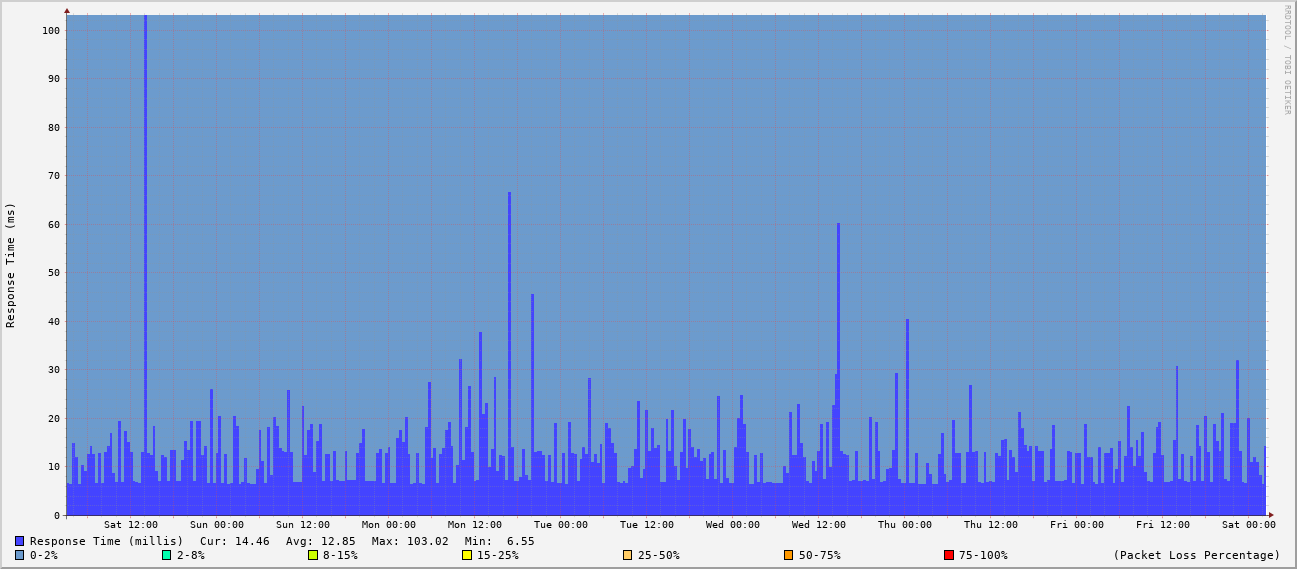 RRDTOOL / TOBI OETIKER
Response Time (ms)
100
90
80
70
60
50
40
30
20
10
0
Sat 12:00 Sun 00:00 Sun 12:00 Mon 00:00 Mon 12:00 Tue 00:00 Tue 12:00 Wed 00:00 Wed 12:00 Thu 00:00 Thu 12:00 Fri 00:00 Fri 12:00 Sat 00:00
Response Time (millis) Cur: 14.46 Avg: 12.85 Max: 103.02 Min: 6.55
0-2% 2-8% 8-15% 15-25% 25-50% 50-75% 75-100% (Packet Loss Percentage)